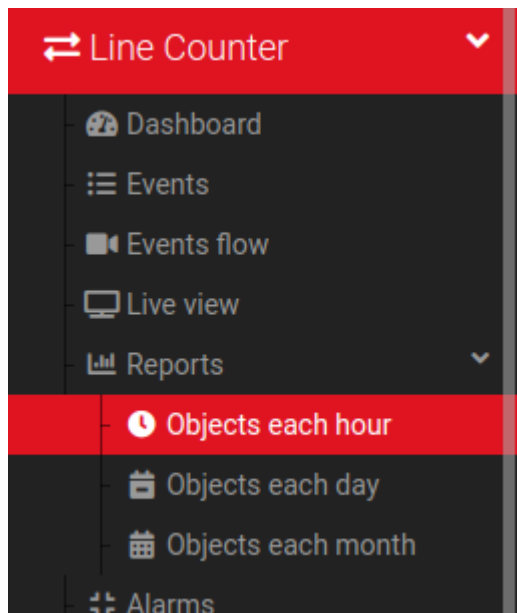 Line Counter
Dashboard
Events
Events flow
Live view
Reports
Objects each hour
Objects each day
Objects each month
Alarms